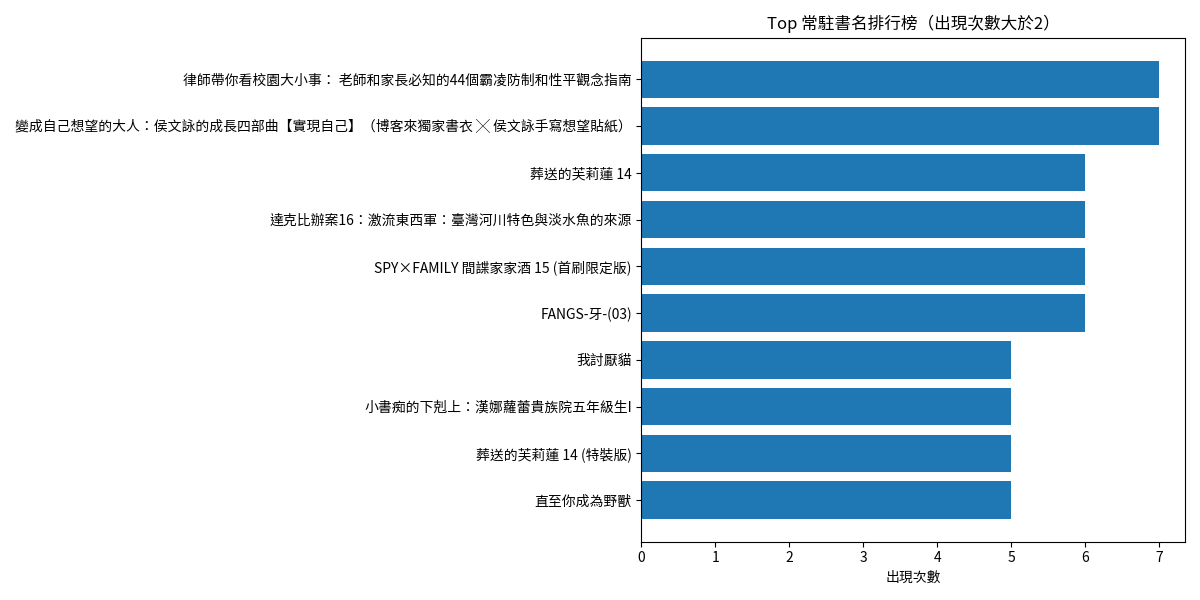 Top 常駐書名排行榜（出現次數大於2）
律師帶你看校園大小事： 老師和家長必知的44個霸凌防制和性平觀念指南
變成自己想望的大人：侯文詠的成長四部曲【實現自己】（博客來獨家書衣 ╳ 侯文詠手寫想望貼紙）
葬送的芙莉蓮 14
達克比辦案16：激流東西軍：臺灣河川特色與淡水魚的來源
SPY×FAMILY 間諜家家酒 15 (首刷限定版)
FANGS-牙-(03)
我討厭貓
小書痴的下剋上：漢娜蘿蕾貴族院五年級生I
葬送的芙莉蓮 14 (特裝版)
直至你成為野獸
0 1 2 3 4 5 6 7
出現次數